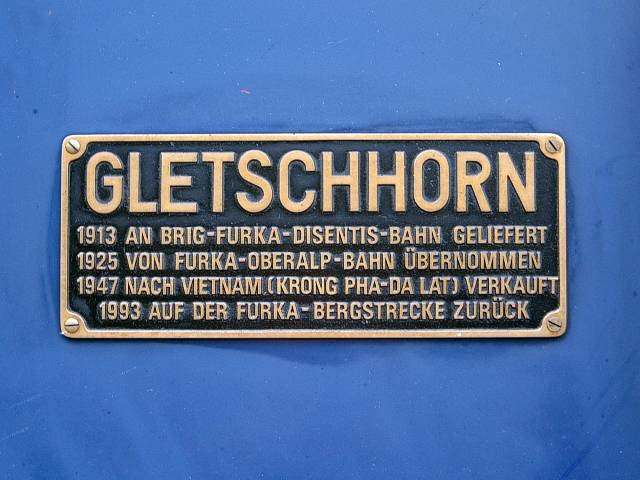 GLETSCHHORN
1913 AN BRIG-FURKA-DISENTIS-BAHN GELIEFERT
1925 VON FURKA-OBERALP-BAHN ÜBERNOMMEN
1947 NACH VIETNAM (KRONG PHA-DA LAT) VERKAUFT
1993 AUF DER FURKA-BERGSTRECKE ZURÜCK